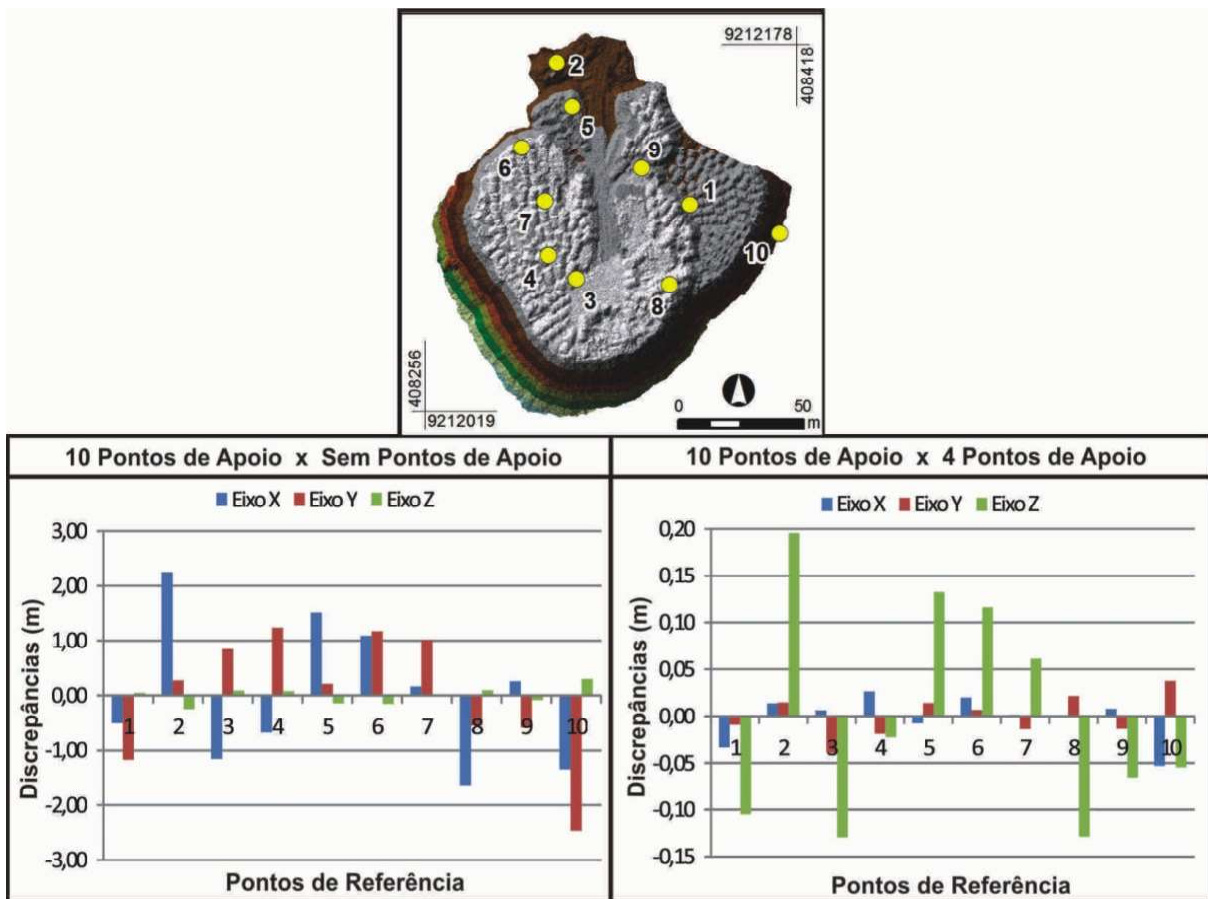 9212178
408418
2
5
6
9
1
7
10
4
3
8
408256
9212019
0 50
m
10 Pontos de Apoio x Sem Pontos de Apoio
Eixo X Eixo Y Eixo Z
Discrepâncias (m)
3,00
2,00
1,00
0,00
-1,00
-2,00
-3,00
1 2 3 4 5 6 7 8 9 10
Pontos de Referência
10 Pontos de Apoio x 4 Pontos de Apoio
Eixo X Eixo Y Eixo Z
Discrepâncias (m)
0,20
0,15
0,10
0,05
0,00
-0,05
-0,10
-0,15
1 2 3 4 5 6 7 8 9 10
Pontos de Referência